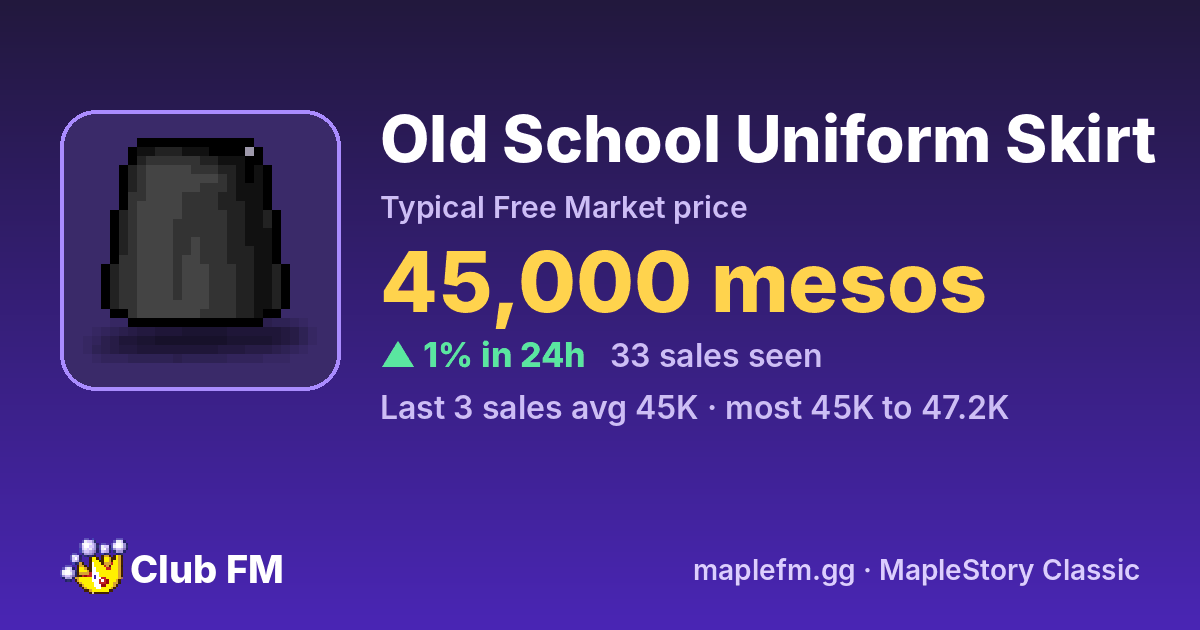 Old School Uniform Skirt
Typical Free Market price
45,000 mesos
▲ 1% in 24h 33 sales seen
Last 3 sales avg 45K · most 45K to 47.2K
Club FM
maplefm.gg · MapleStory Classic